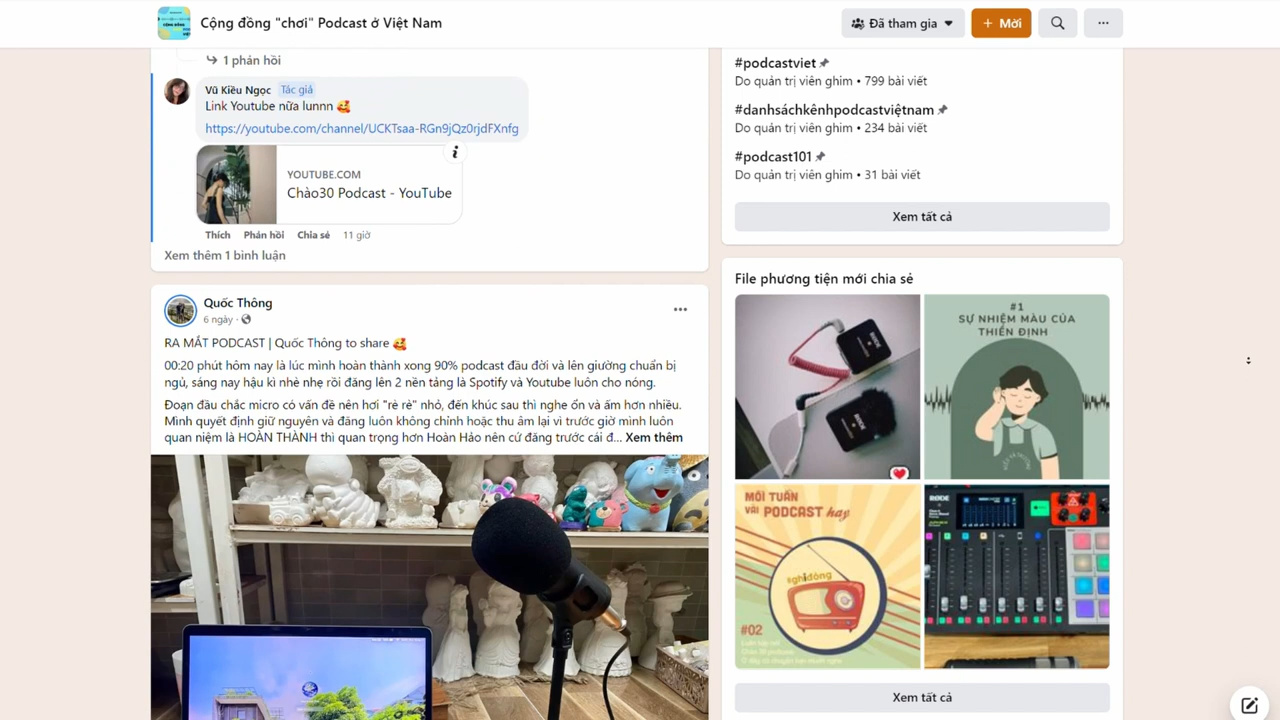 Cộng đồng "chơi" Podcast ở Việt Nam
Đã tham gia
+ Mới
1 phản hồi
Vũ Kiều Ngọc Tác giả
Link Youtube nữa lunnn 🥰
https://youtube.com/channel/UCKTsaa-RGn9jQz0rjdFXnfg
YOUTUBE.COM
Chào30 Podcast - YouTube
Thích Phản hồi Chia sẻ 11 giờ
Xem thêm 1 bình luận
Quốc Thông
6 ngày
RA MẮT PODCAST | Quốc Thông to share 🥰
00:20 phút hôm nay là lúc mình hoàn thành xong 90% podcast đầu đời và lên giường chuẩn bị
ngủ, sáng nay hậu kì nhè nhẹ rồi đăng lên 2 nền tảng là Spotify và Youtube luôn cho nóng.
Đoạn đầu chắc micro có vấn đề nên hơi "rè rè" nhỏ, đến khúc sau thì nghe ổn và ấm hơn nhiều.
Mình quyết định giữ nguyên và đăng luôn không chỉnh hoặc thu âm lại vì trước giờ mình luôn
quan niệm là HOÀN THÀNH thì quan trọng hơn Hoàn Hảo nên cứ đăng trước cái đ... Xem thêm
#podcastviet
Do quản trị viên ghim • 799 bài viết
#danhsáchkênhpodcastviệtnam
Do quản trị viên ghim • 234 bài viết
#podcast101
Do quản trị viên ghim • 31 bài viết
Xem tất cả
File phương tiện mới chia sẻ
#1
SỰ NHIỆM MÀU CỦA
THIỀN ĐỊNH
MỖI TUẦN
VÀI PODCAST hay
#ghidòng
#02
RØDE
Xem tất cả